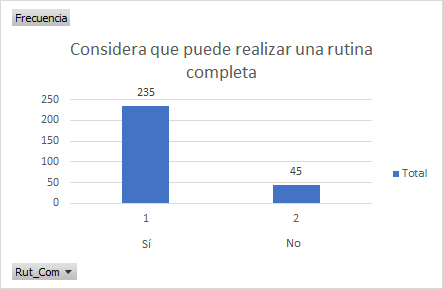 Frecuencia
Considera que puede realizar una rutina
completa
250
200
150
100
50
0
235
45
1
2
Sí
No
Total
Rut_Com